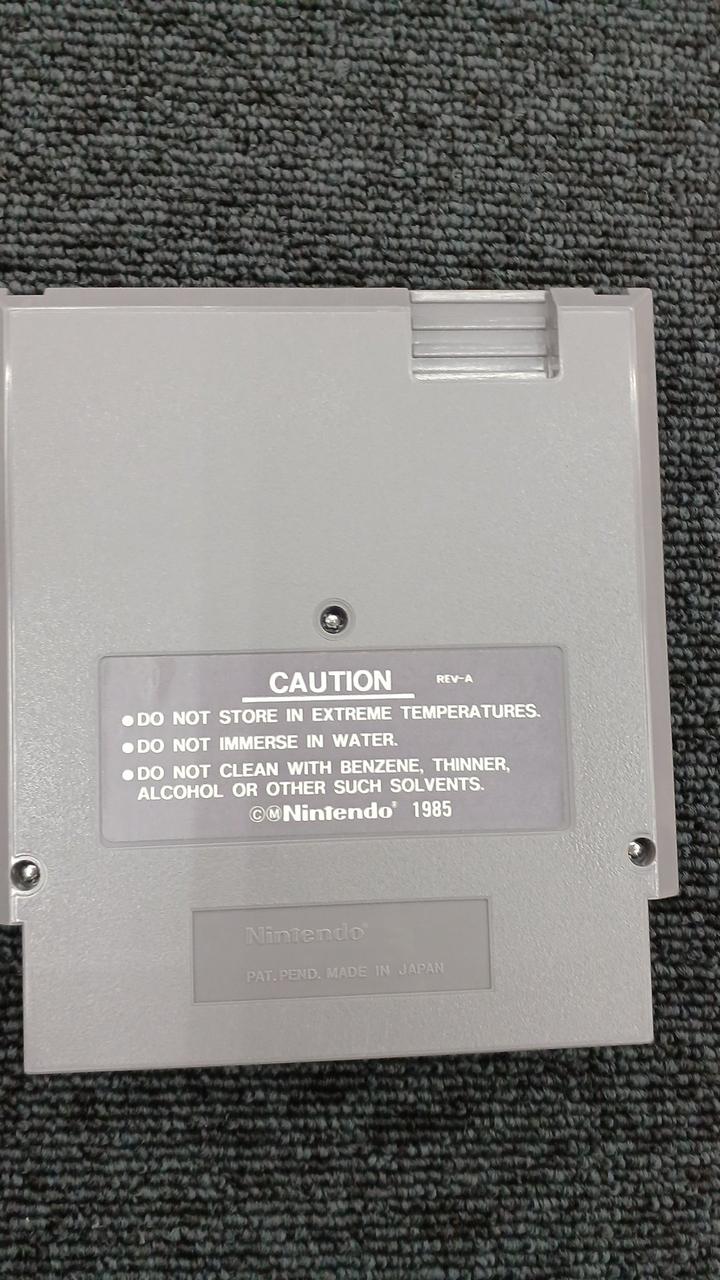 CAUTION REV-A
●DO NOT STORE IN EXTREME TEMPERATURES.
●DO NOT IMMERSE IN WATER.
●DO NOT CLEAN WITH BENZENE, THINNER,
ALCOHOL OR OTHER SUCH SOLVENTS.
ⒸⓂNintendo® 1985
Nintendo®
PAT. PEND. MADE IN JAPAN